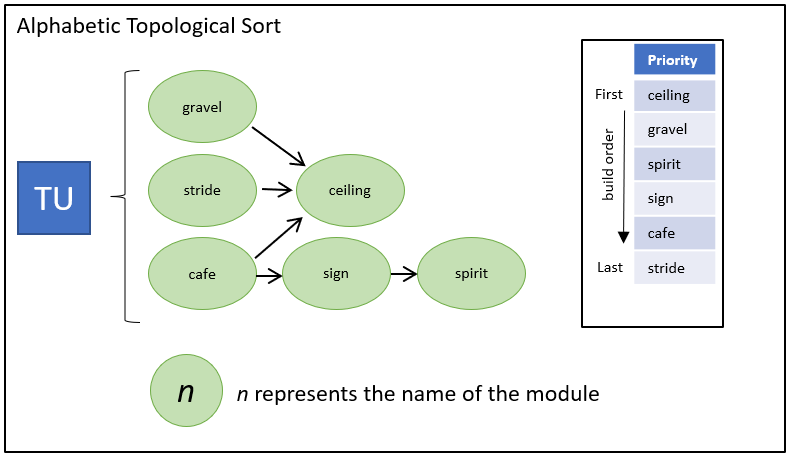 Alphabetic Topological Sort
TU
gravel
stride
ceiling
cafe
sign
spirit
Priority
First
ceiling
gravel
spirit
sign
cafe
Last
stride
build order
n
n represents the name of the module